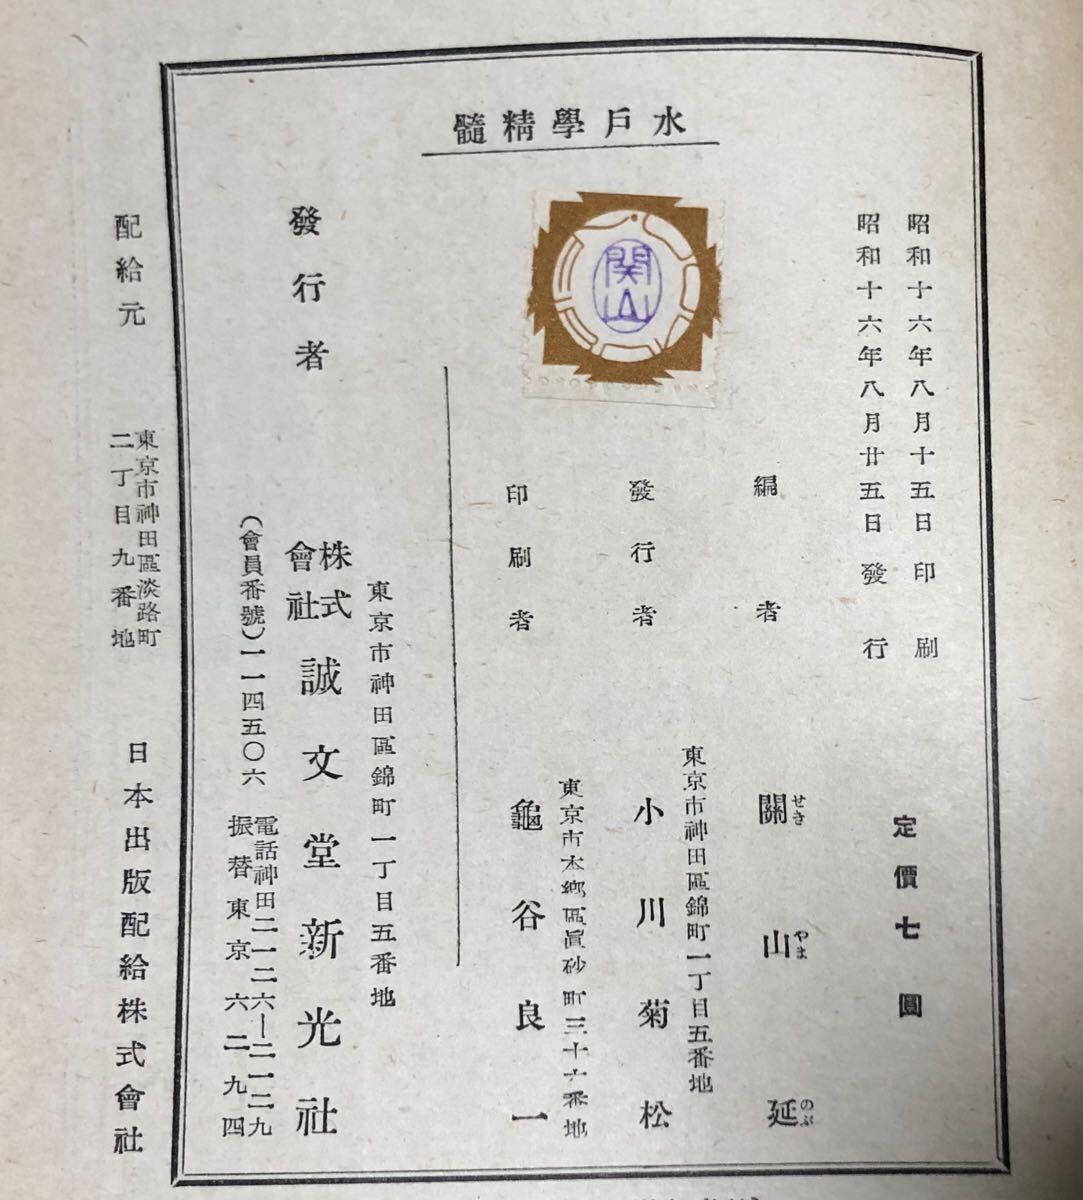 水戶學精髓
昭和十六年八月十五日印刷
昭和十六年八月廿五日發行
定價七圓
関山
編者 關山延
せき やま のぶ
東京市神田區錦町一丁目五番地
發行者 小川菊松
東京市本鄕區眞砂町三十六番地
印刷者 龜谷良一
東京市神田區錦町一丁目五番地
發行者 株式會社 誠文堂新光社
(會員番號)一一四五〇六
電話神田二一二六―二一二九
振替東京六二九四
配給元
東京市神田區淡路町
二丁目九番地
日本出版配給株式會社